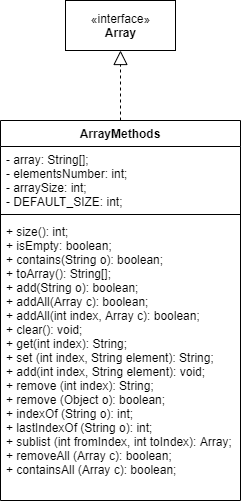 «interface»
Array
ArrayMethods
- array: String[];
- elementsNumber: int;
- arraySize: int;
- DEFAULT_SIZE: int;
+ size(): int;
+ isEmpty: boolean;
+ contains(String o): boolean;
+ toArray(): String[];
+ add(String o): boolean;
+ addAll(Array c): boolean;
+ addAll(int index, Array c): boolean;
+ clear(): void;
+ get(int index): String;
+ set (int index, String element): String;
+ add(int index, String element): void;
+ remove (int index): String;
+ remove (Object o): boolean;
+ indexOf (String o): int;
+ lastIndexOf (String o): int;
+ sublist (int fromIndex, int toIndex): Array;
+ removeAll (Array c): boolean;
+ containsAll (Array c): boolean;